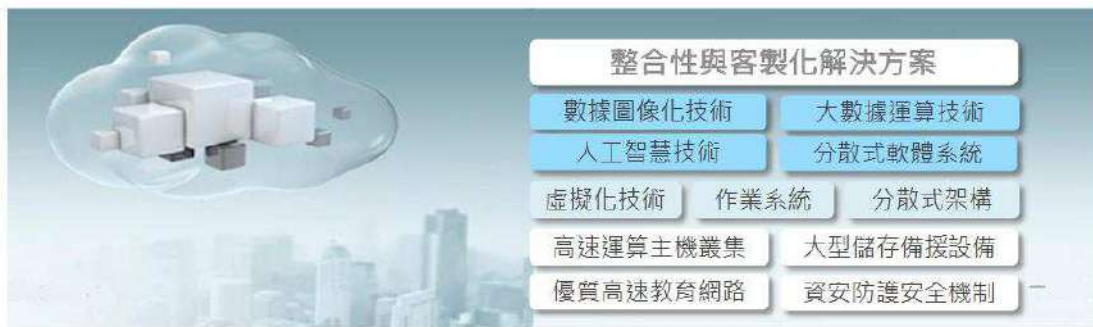 整合性與客製化解決方案
數據圖像化技術 大數據運算技術
人工智慧技術 分散式軟體系統
虛擬化技術 作業系統 分散式架構
高速運算主機叢集 大型儲存備援設備
優質高速教育網路 資安防護安全機制